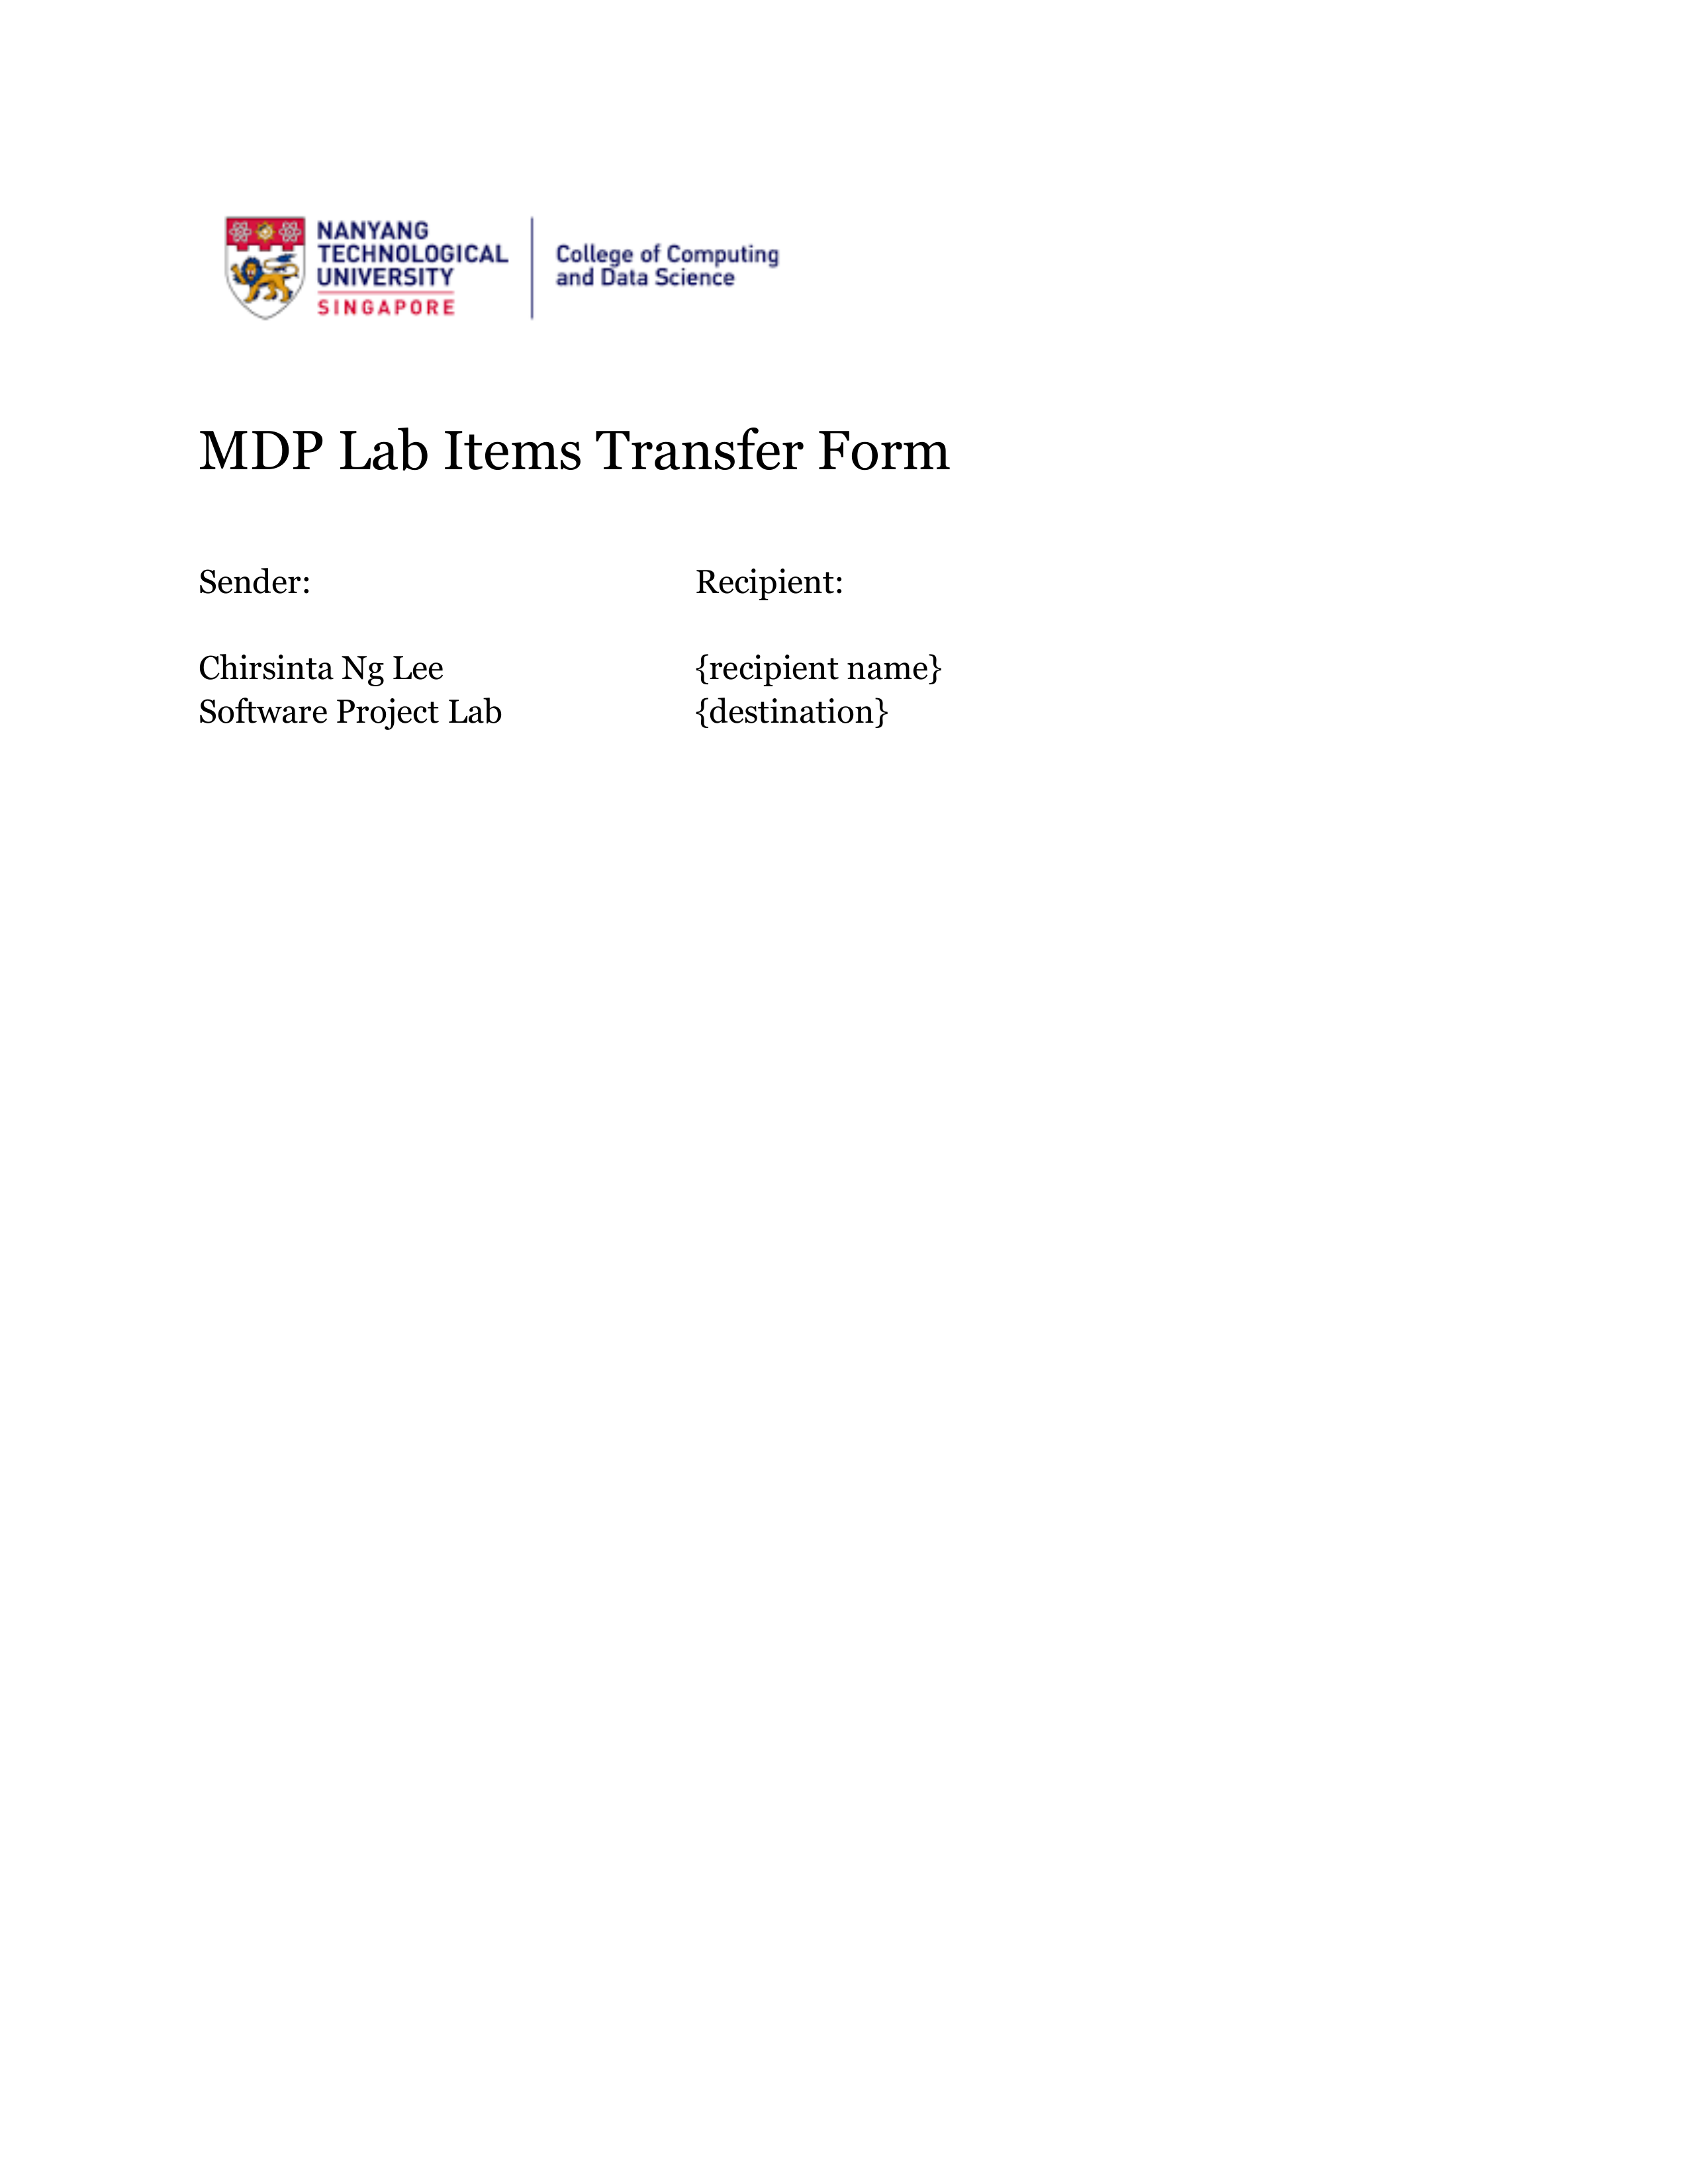 NANYANG
TECHNOLOGICAL
UNIVERSITY
SINGAPORE
College of Computing
and Data Science
MDP Lab Items Transfer Form
Sender: Recipient:
Chirsinta Ng Lee {recipient name}
Software Project Lab {destination}